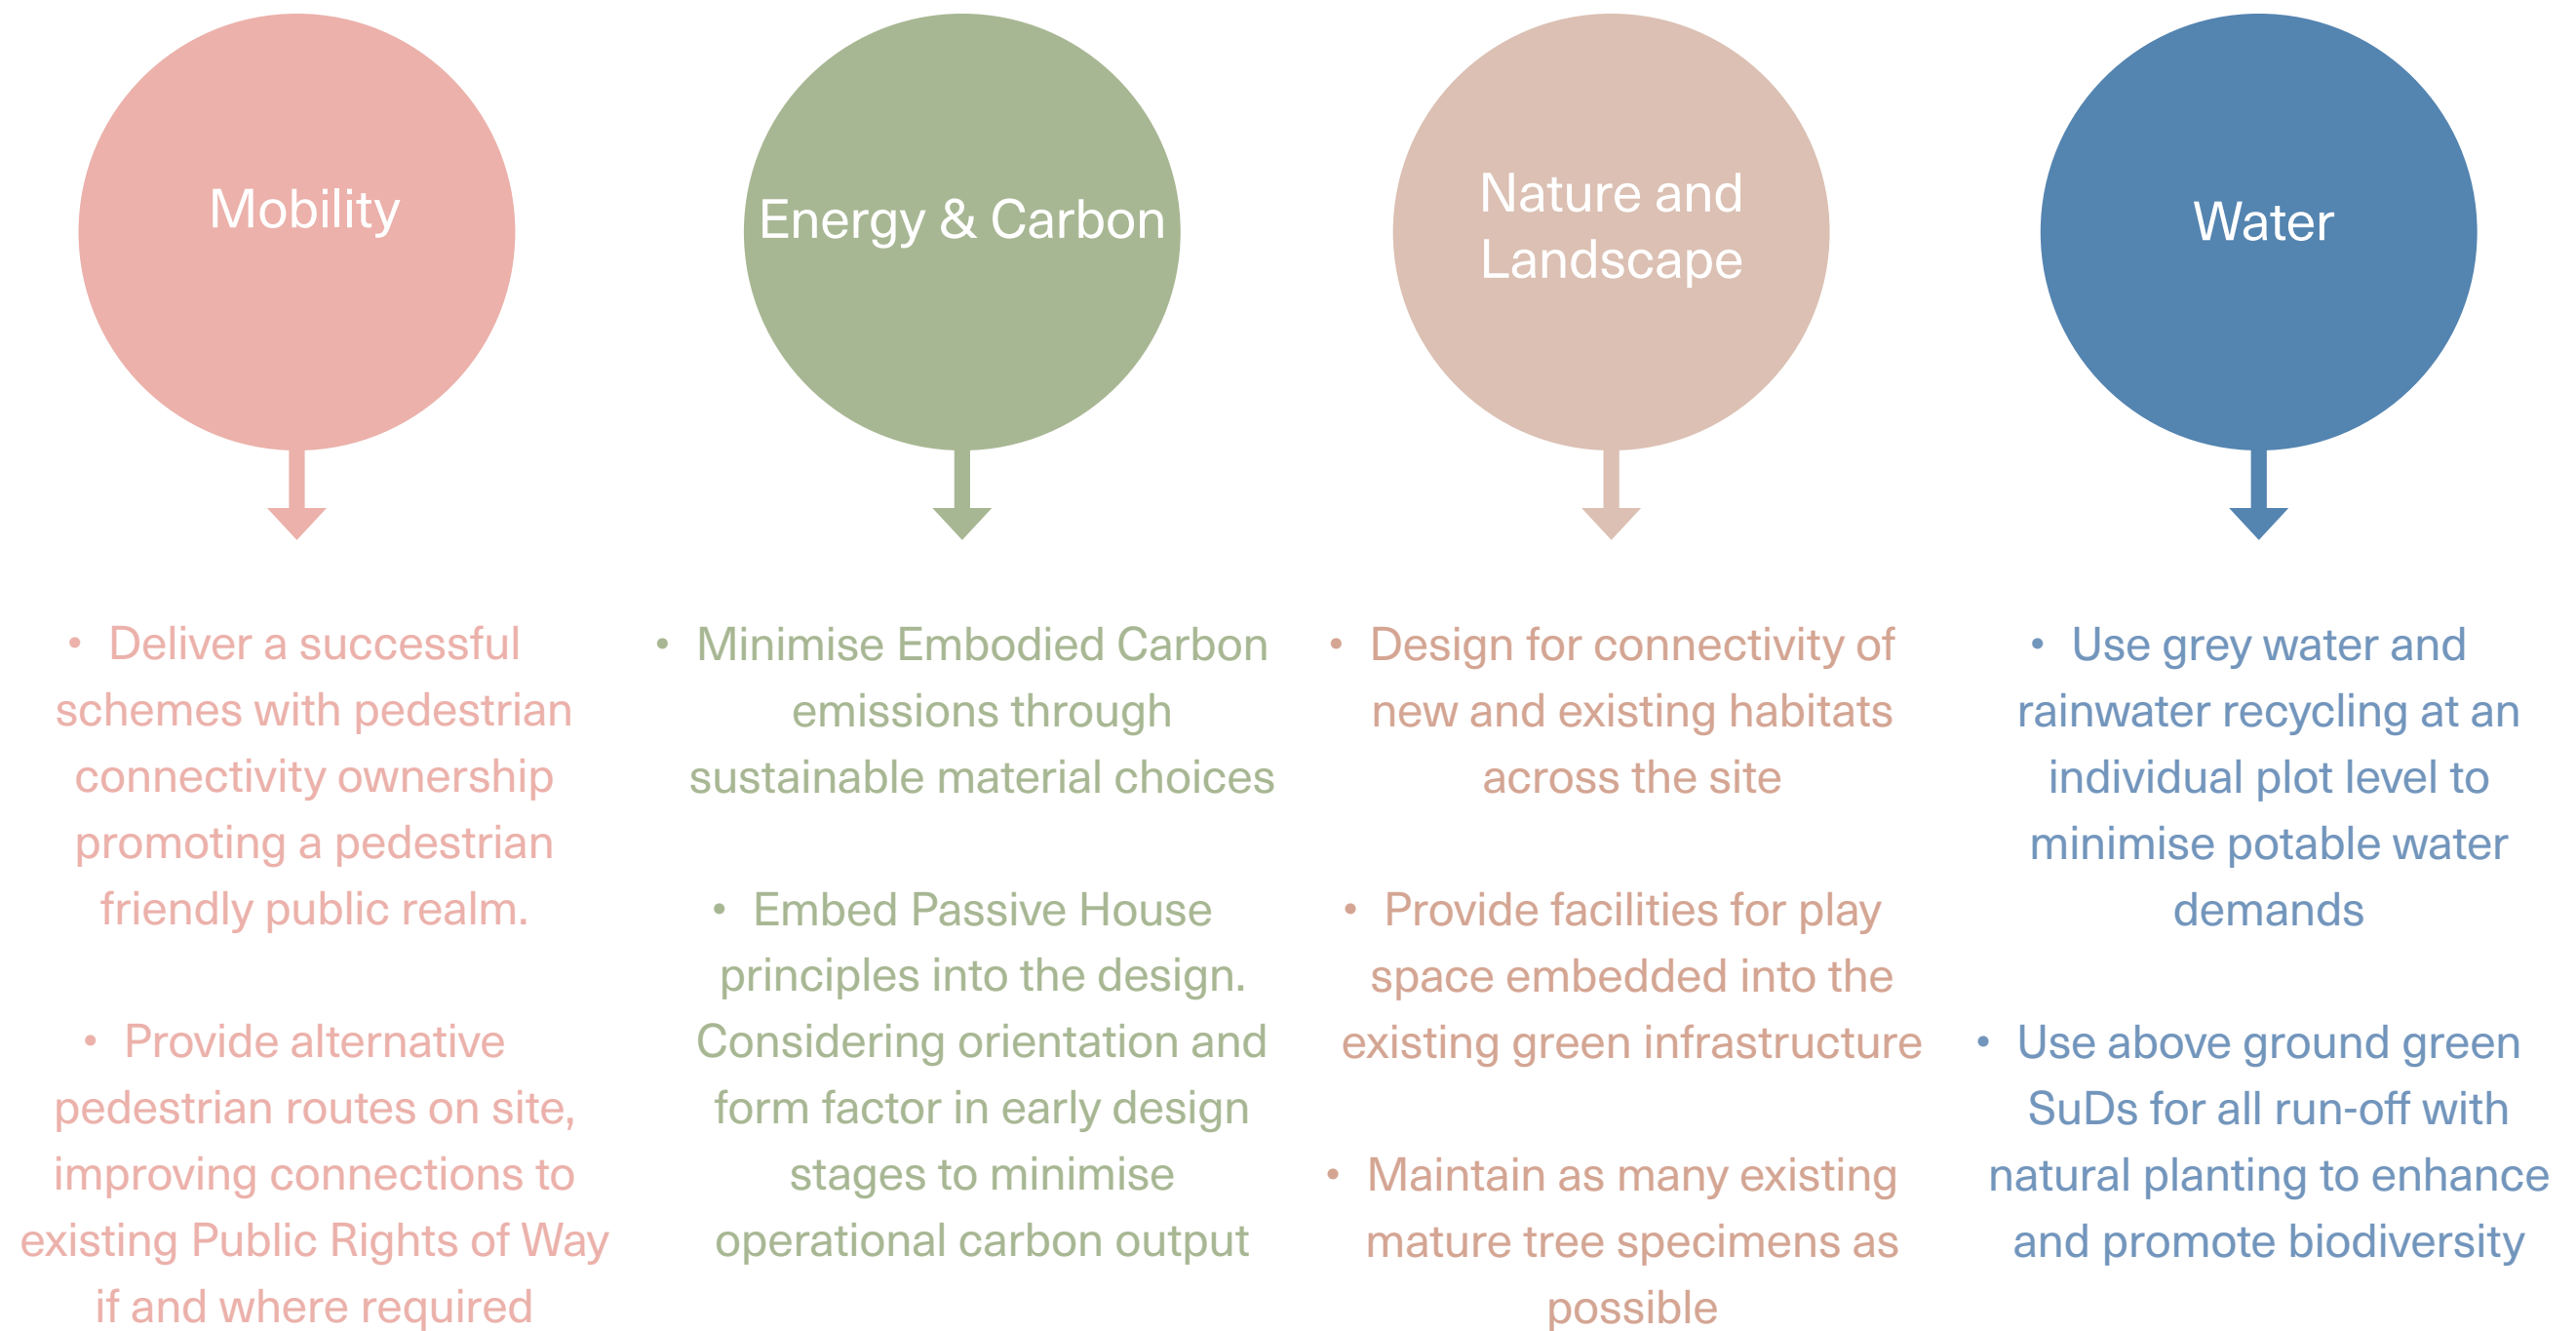 Mobility
• Deliver a successful
schemes with pedestrian
connectivity ownership
promoting a pedestrian
friendly public realm.
• Provide alternative
pedestrian routes on site,
improving connections to
existing Public Rights of Way
if and where required
Energy & Carbon
• Minimise Embodied Carbon
emissions through
sustainable material choices
• Embed Passive House
principles into the design.
Considering orientation and
form factor in early design
stages to minimise
operational carbon output
Nature and
Landscape
• Design for connectivity of
new and existing habitats
across the site
• Provide facilities for play
space embedded into the
existing green infrastructure
• Maintain as many existing
mature tree specimens as
possible
Water
• Use grey water and
rainwater recycling at an
individual plot level to
minimise potable water
demands
• Use above ground green
SuDs for all run-off with
natural planting to enhance
and promote biodiversity